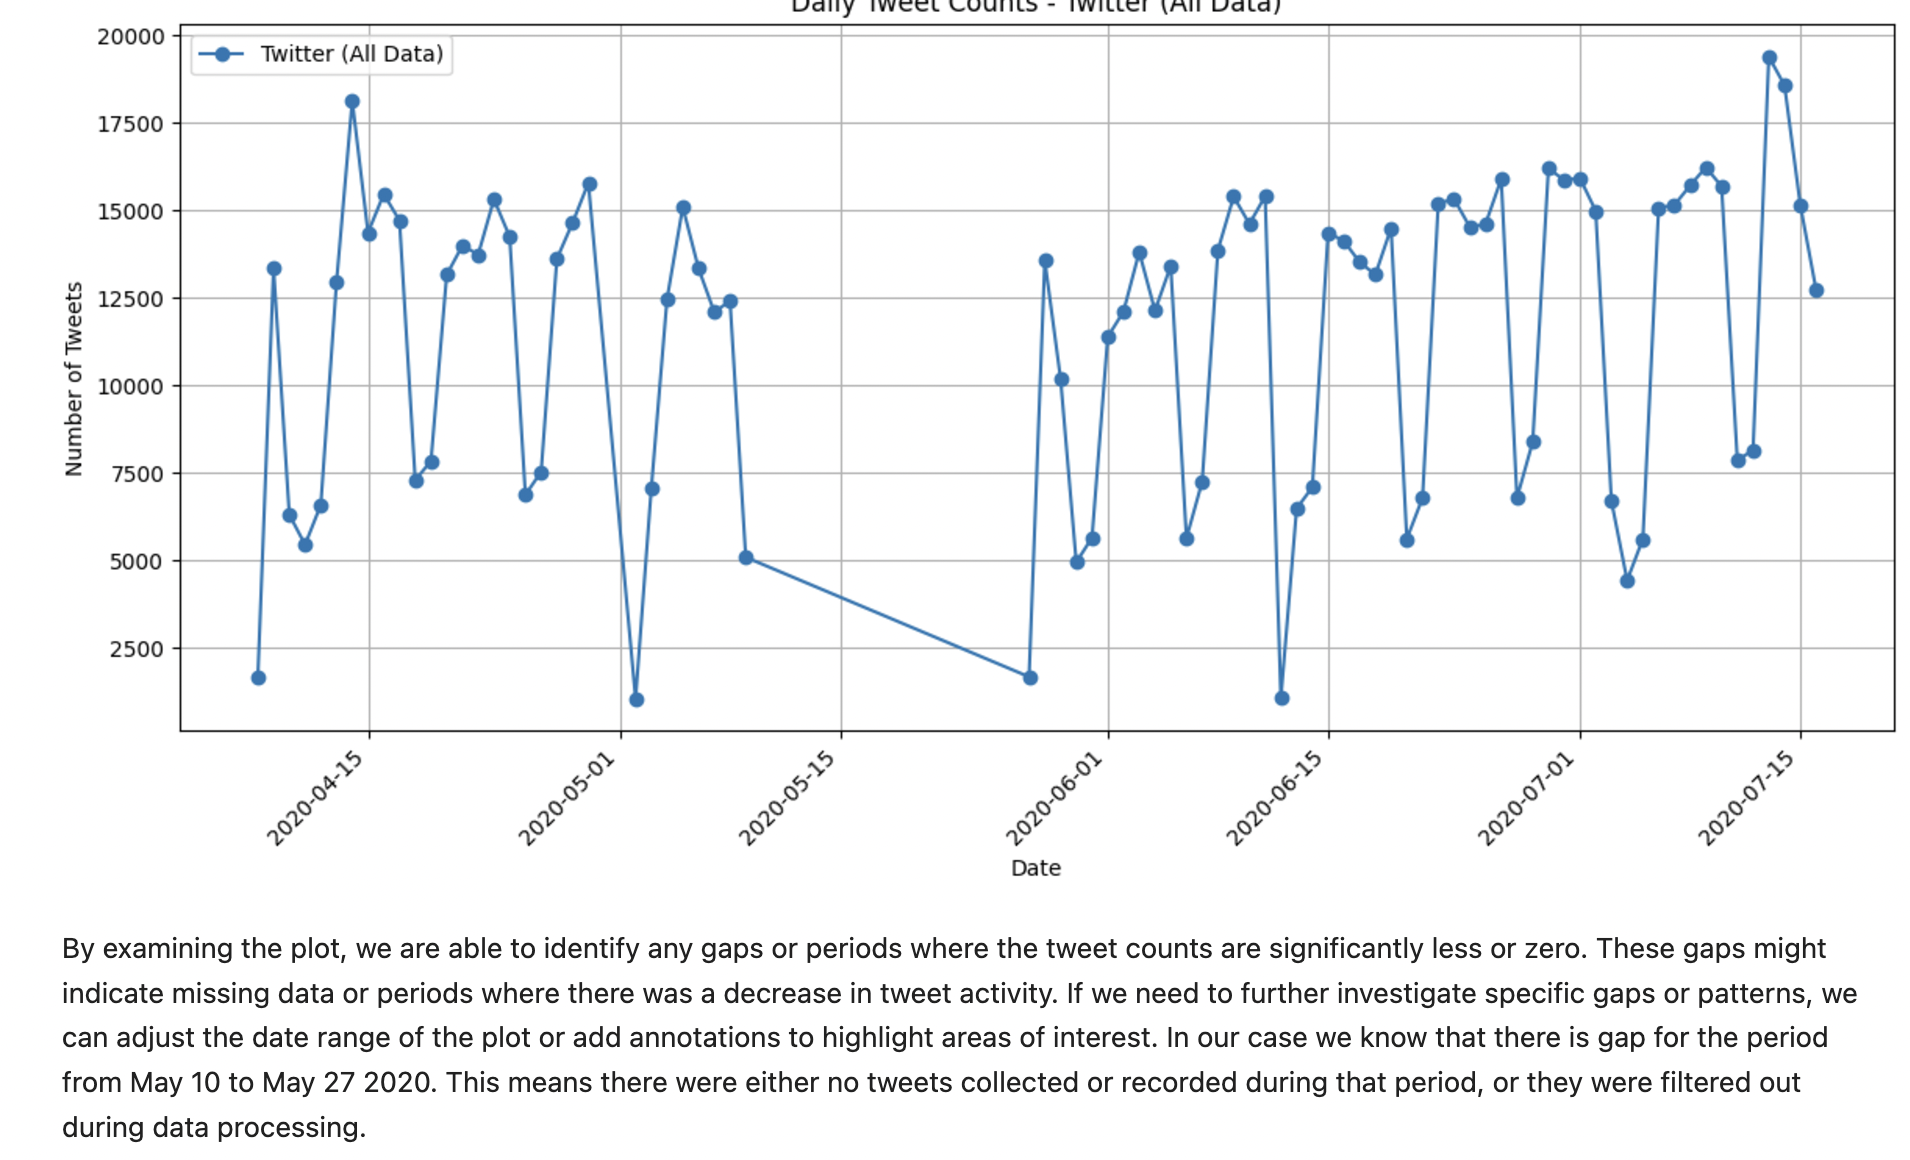 Daily Tweet Counts - Twitter (All Data)
Twitter (All Data)
20000
17500
15000
12500
10000
7500
5000
2500
Number of Tweets
2020-04-15
2020-05-01
2020-05-15
2020-06-01
2020-06-15
2020-07-01
2020-07-15
Date
By examining the plot, we are able to identify any gaps or periods where the tweet counts are significantly less or zero. These gaps might
indicate missing data or periods where there was a decrease in tweet activity. If we need to further investigate specific gaps or patterns, we
can adjust the date range of the plot or add annotations to highlight areas of interest. In our case we know that there is gap for the period
from May 10 to May 27 2020. This means there were either no tweets collected or recorded during that period, or they were filtered out
during data processing.